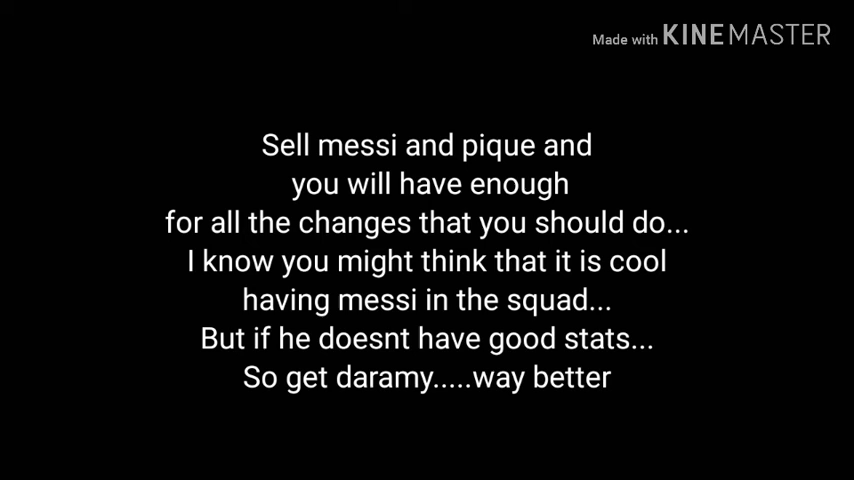 Made with KINEMASTER
Sell messi and pique and
you will have enough
for all the changes that you should do...
I know you might think that it is cool
having messi in the squad...
But if he doesnt have good stats...
So get daramy.....way better